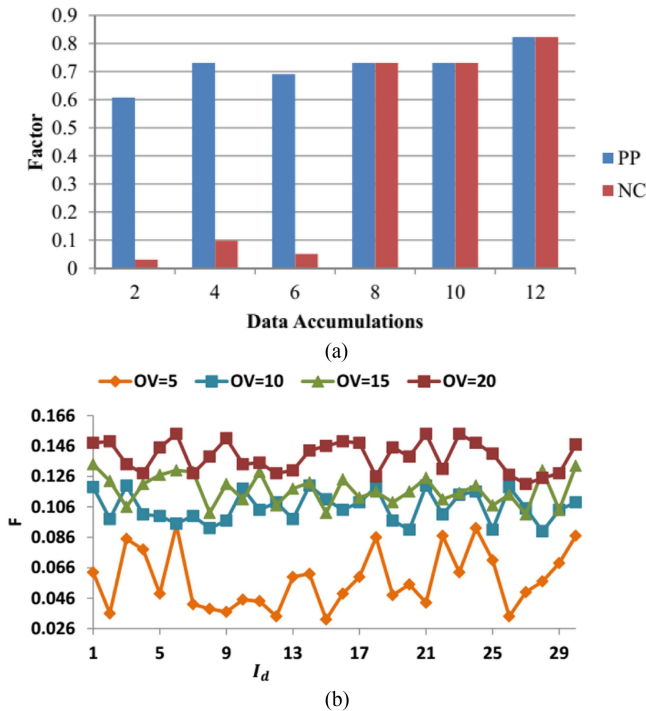 0.9
0.8
0.7
0.6
0.5
0.4
0.3
0.2
0.1
0
Factor
2 4 6 8 10 12
Data Accumulations
PP
NC
(a)
OV=5 OV=10 OV=15 OV=20
0.166
0.146
0.126
0.106
0.086
0.066
0.046
0.026
F
1 5 9 13 17 21 25 29
I_d
(b)